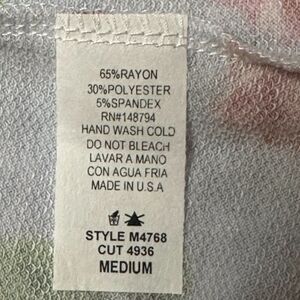 65%RAYON
30%POLYESTER
5%SPANDEX
RN#148794
HAND WASH COLD
DO NOT BLEACH
LAVAR A MANO
CON AGUA FRIA
MADE IN U.S.A
STYLE M4768
CUT 4936
MEDIUM